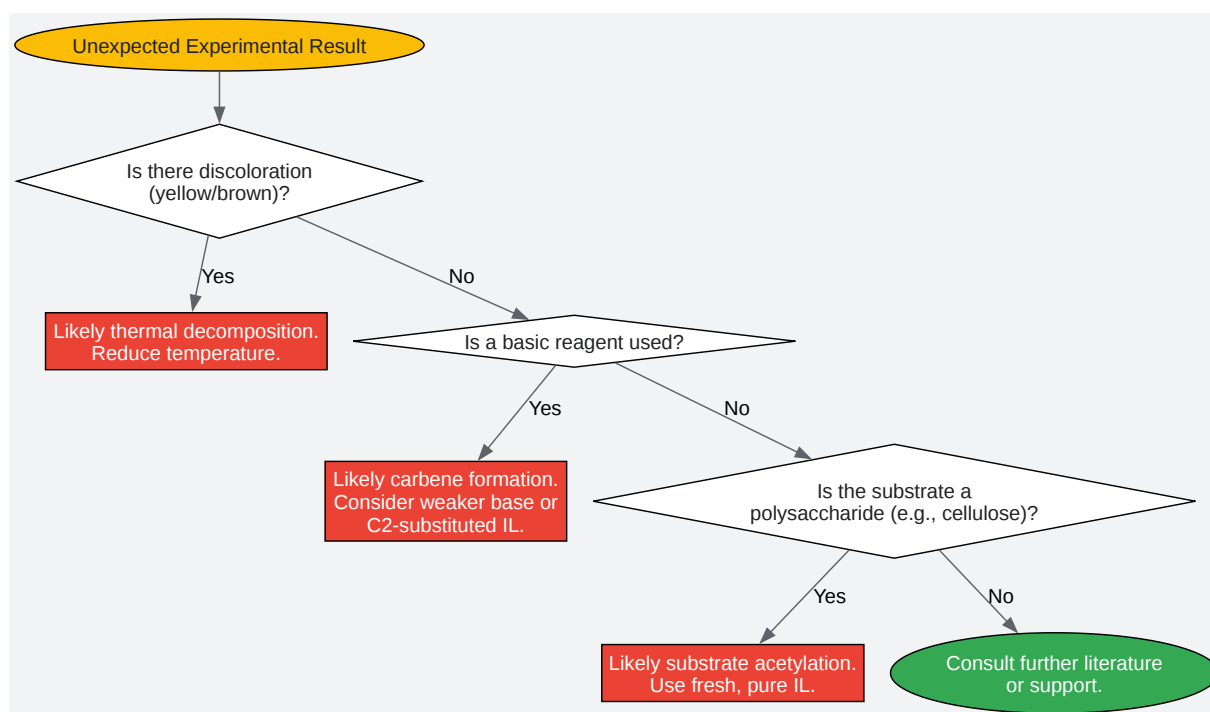 Unexpected Experimental Result
Is there discoloration
(yellow/brown)?
Yes
No
Likely thermal decomposition.
Reduce temperature.
Is a basic reagent used?
Yes
No
Likely carbene formation.
Consider weaker base or
C2-substituted IL.
Is the substrate a
polysaccharide (e.g., cellulose)?
Yes
No
Likely substrate acetylation.
Use fresh, pure IL.
Consult further literature
or support.